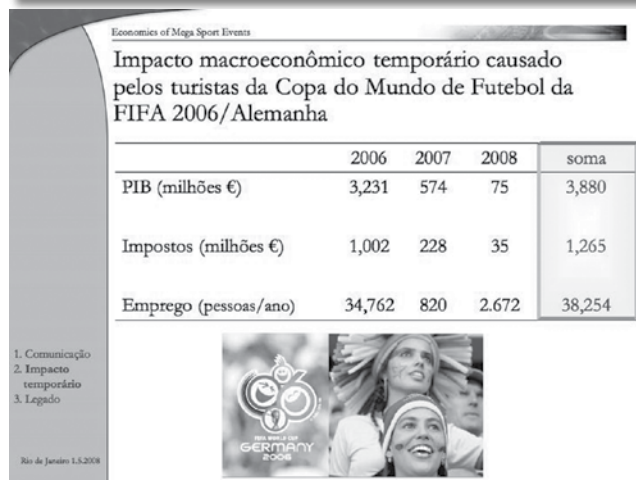 Economics of Mega Sport Events
Impacto macroeconômico temporário causado
pelos turistas da Copa do Mundo de Futebol da
FIFA 2006/Alemanha
2006 2007 2008 soma
PIB (milhões €) 3,231 574 75 3,880
Impostos (milhões €) 1,002 228 35 1,265
Emprego (pessoas/ano) 34,762 820 2.672 38,254
1. Comunicação
2. Impacto
temporário
3. Legado
FIFA WORLD CUP
GERMANY
2006
Rio de Janeiro 1.5.2008